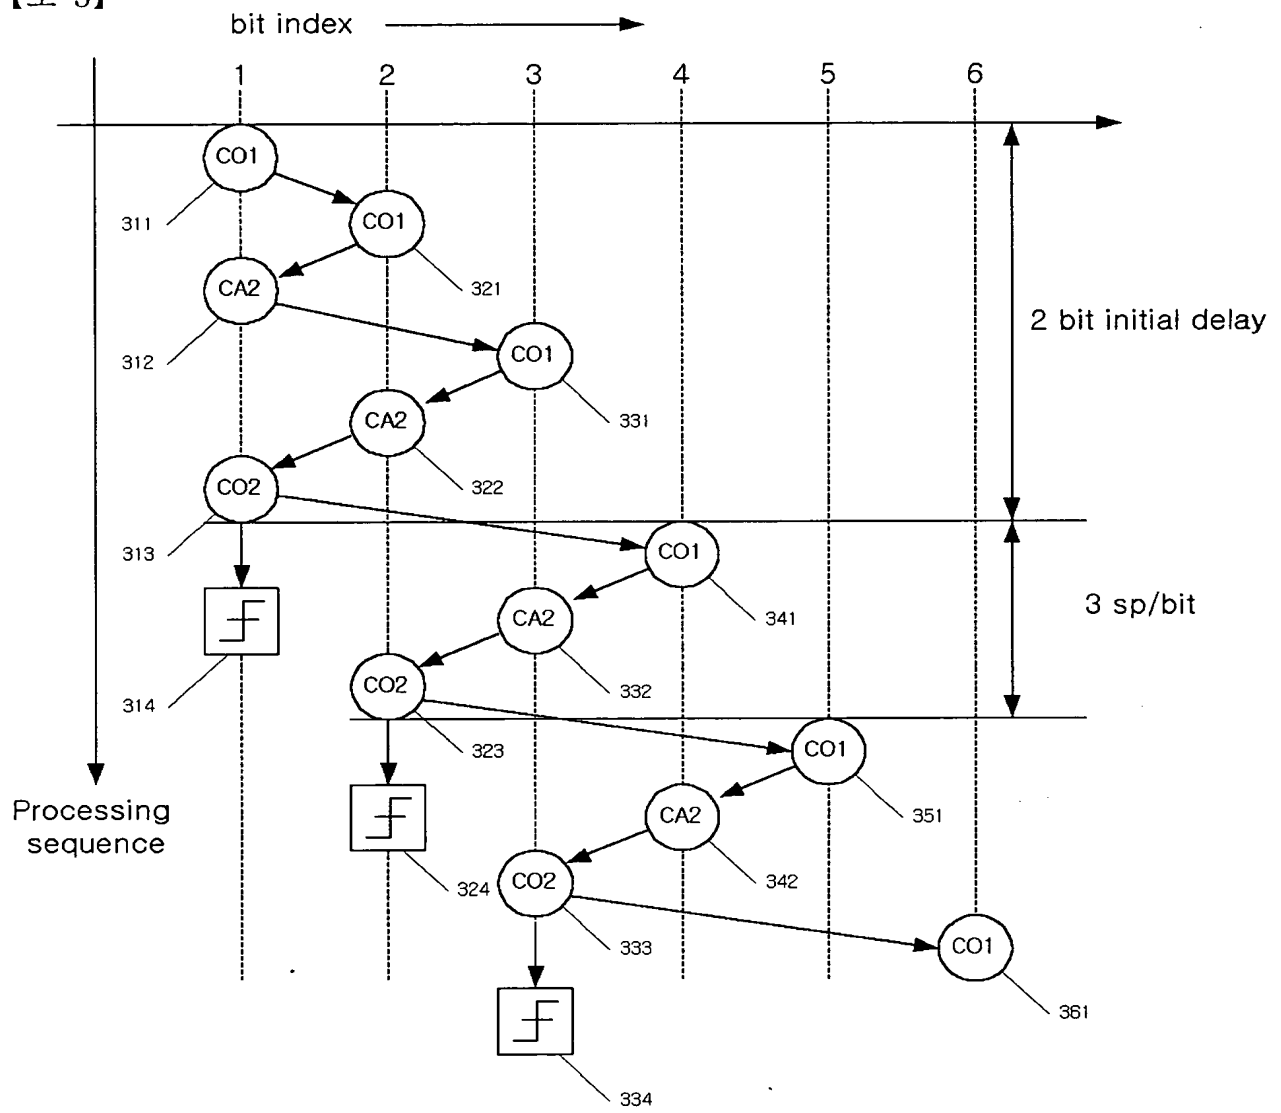 bit index
1 2 3 4 5 6
CO1
311
CO1
321
CA2
312
CO1
331
2 bit initial delay
CA2
322
CO2
313
CO1
341
3 sp/bit
CA2
332
314
CO2
323
CO1
351
Processing
sequence
CA2
342
324
CO2
333
CO1
361
334